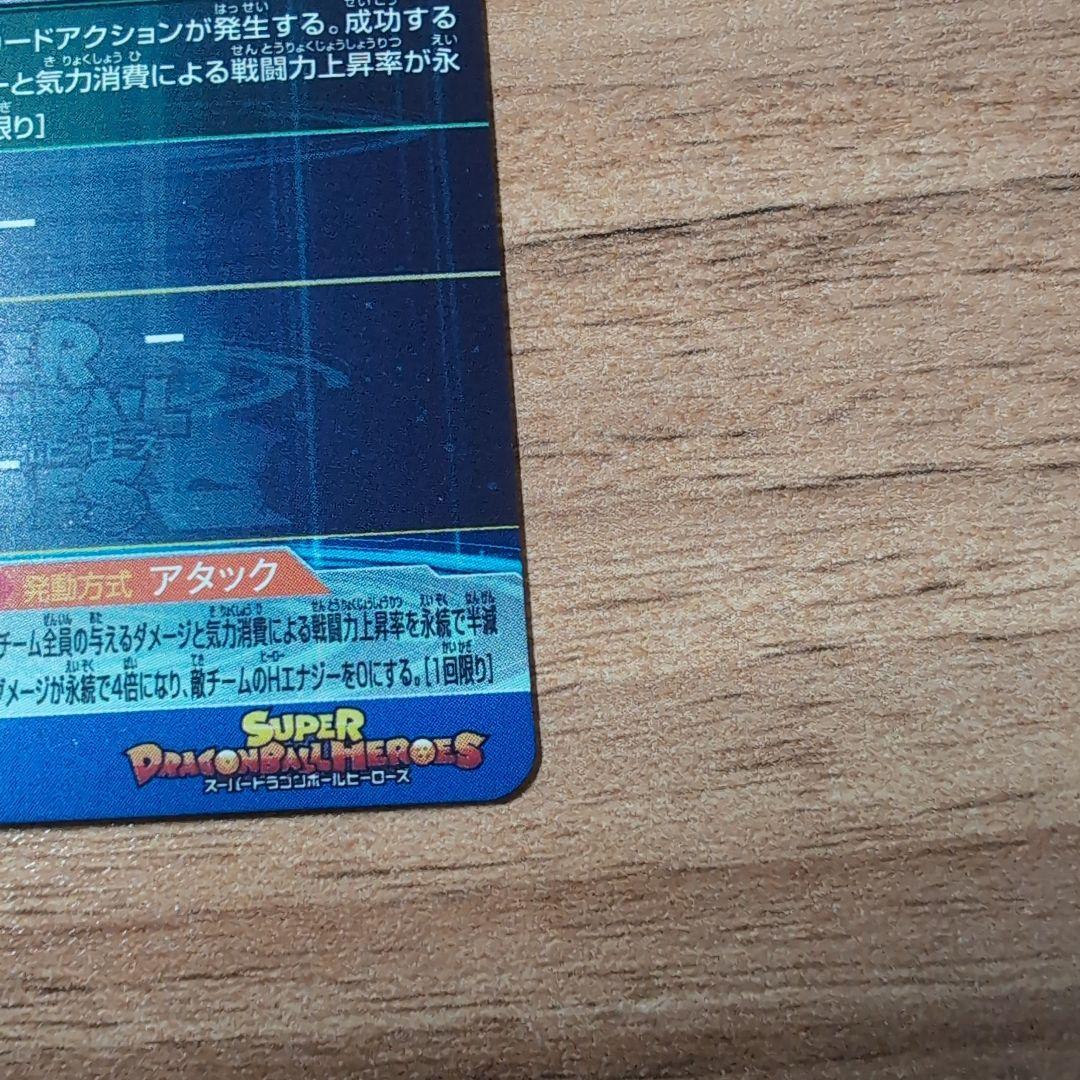 ードアクションが発生する。成功する
ーと気力消費による戦闘力上昇率が永
限り]
発動方式 アタック
チーム全員の与えるダメージと気力消費による戦闘力上昇率を永続で半減
ダメージが永続で4倍になり、敵チームのHエナジーを0にする。[1回限り]
SUPER
DRAGONBALL HEROES
スーパードラゴンボールヒーローズ